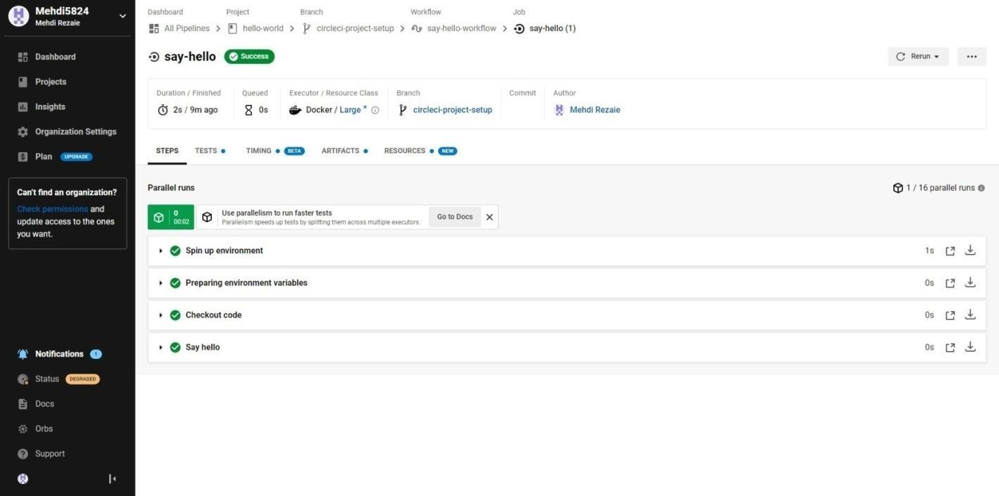 Mehdi5824
Mehdi Rezaie
Dashboard
Projects
Insights
Organization Settings
Plan UPGRADE
Can't find an organization?
Check permissions and
update access to the ones
you want.
Notifications 1
Status DEGRADED
Docs
Orbs
Support
Dashboard Project Branch Workflow Job
All Pipelines > hello-world > circleci-project-setup > say-hello-workflow > say-hello (1)
say-hello Success
Rerun
Duration / Finished Queued Executor / Resource Class Branch Commit Author
2s / 9m ago 0s Docker / Large circleci-project-setup Mehdi Rezaie
STEPS TESTS TIMING BETA ARTIFACTS RESOURCES NEW
Parallel runs 1 / 16 parallel runs
0
00:02
Use parallelism to run faster tests
Parallelism speeds up tests by splitting them across multiple executors.
Go to Docs
Spin up environment 1s
Preparing environment variables 0s
Checkout code 0s
Say hello 0s